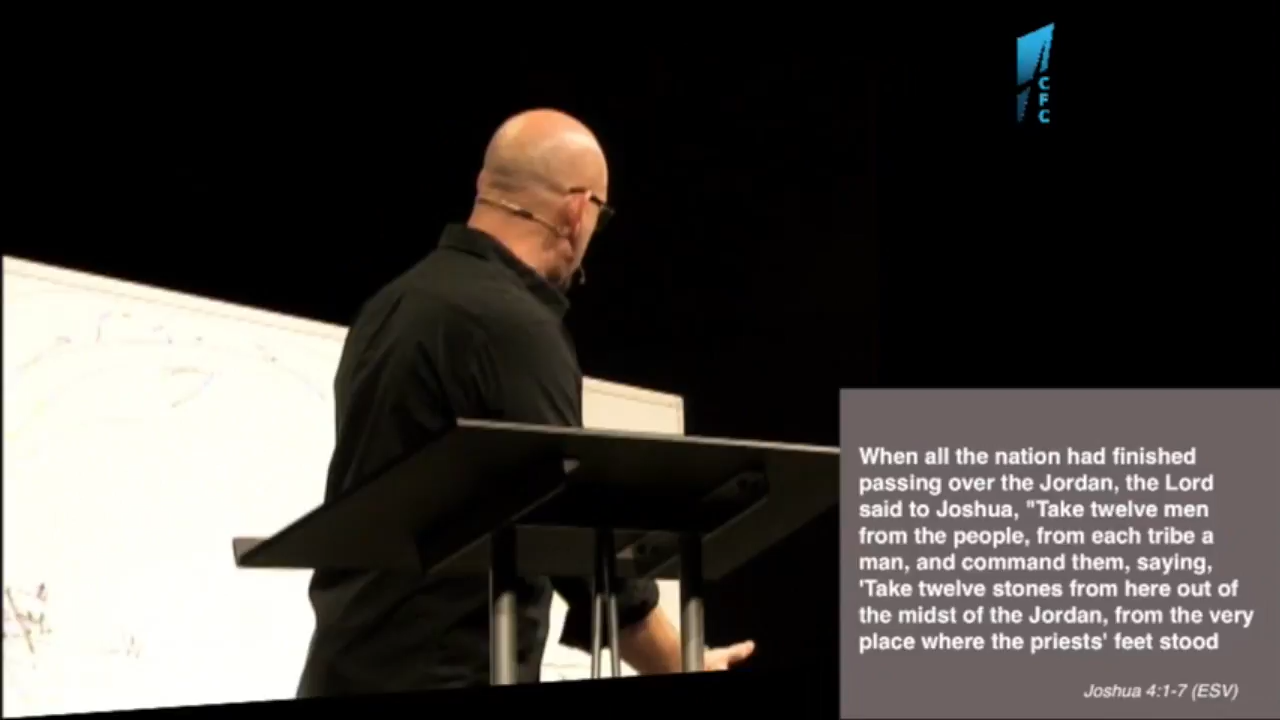 C
F
C
When all the nation had finished
passing over the Jordan, the Lord
said to Joshua, "Take twelve men
from the people, from each tribe a
man, and command them, saying,
'Take twelve stones from here out of
the midst of the Jordan, from the very
place where the priests' feet stood
Joshua 4:1-7 (ESV)